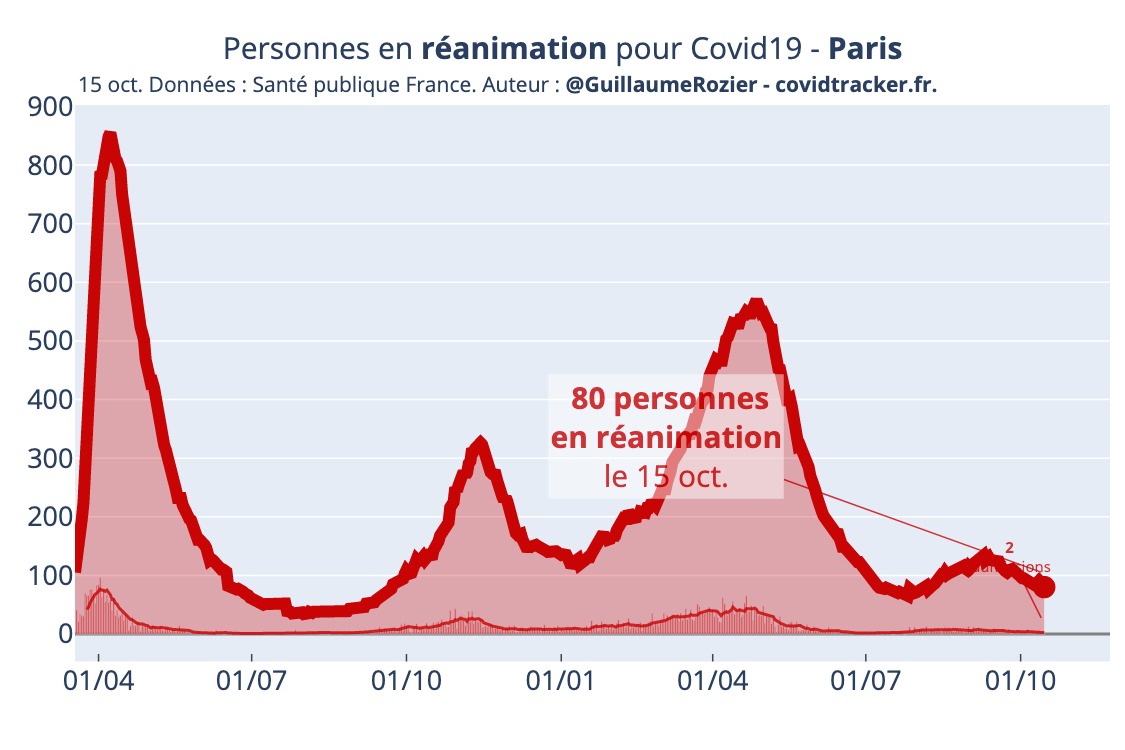 Personnes en réanimation pour Covid19 - Paris
15 oct. Données : Santé publique France. Auteur : @GuillaumeRozier - covidtracker.fr.
900
800
700
600
500
400
300
200
100
0
80 personnes
en réanimation
le 15 oct.
2
01/04 01/07 01/10 01/01 01/04 01/07 01/10